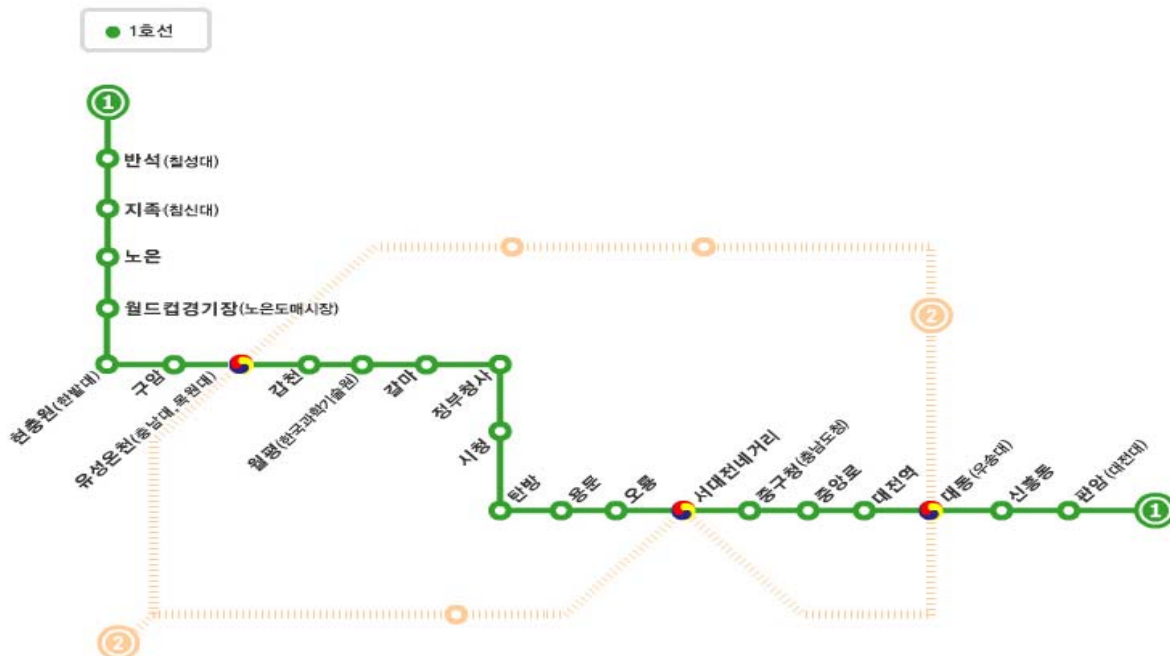 1호선
1
반석(칠성대)
지족(침신대)
노은
월드컵경기장(노은도매시장)
2
현충원(한밭대)
구암
유성온천(충남대,목원대)
갑천
월평(한국과학기술원)
갈마
정부청사
시청
탄방
용문
오룡
서대전네거리
중구청(충남도청)
중앙로
대전역
대동(우송대)
신흥동
판암(대전대)
1
2